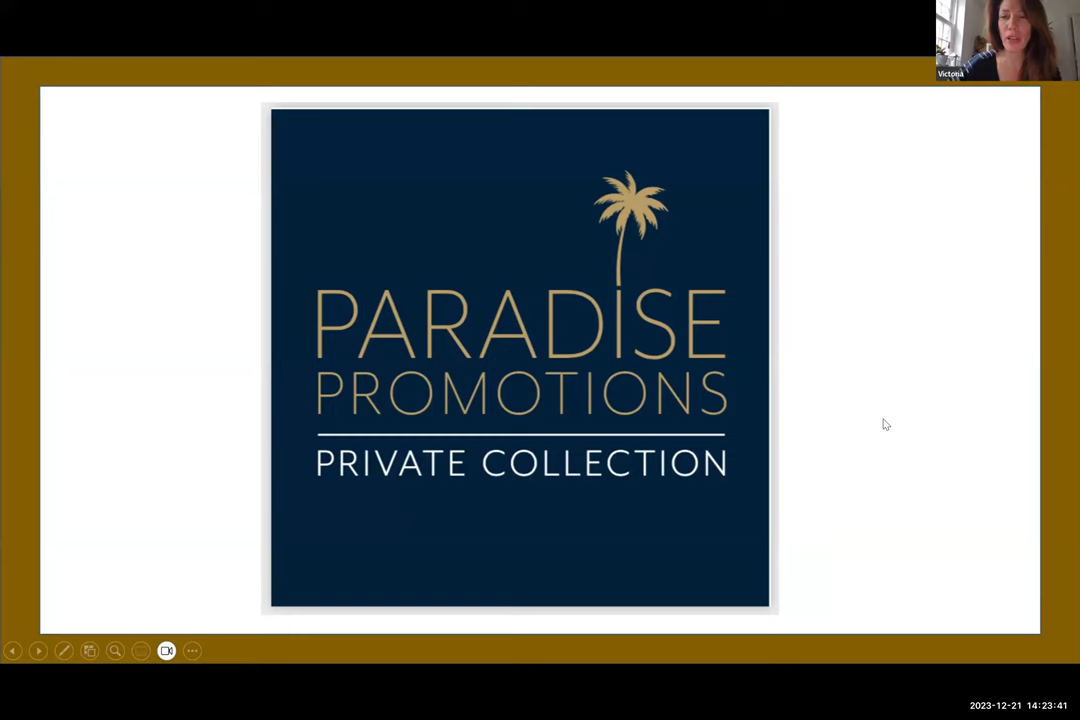 Victoria
PARADISE
PROMOTIONS
PRIVATE COLLECTION
2023-12-21 14:23:41